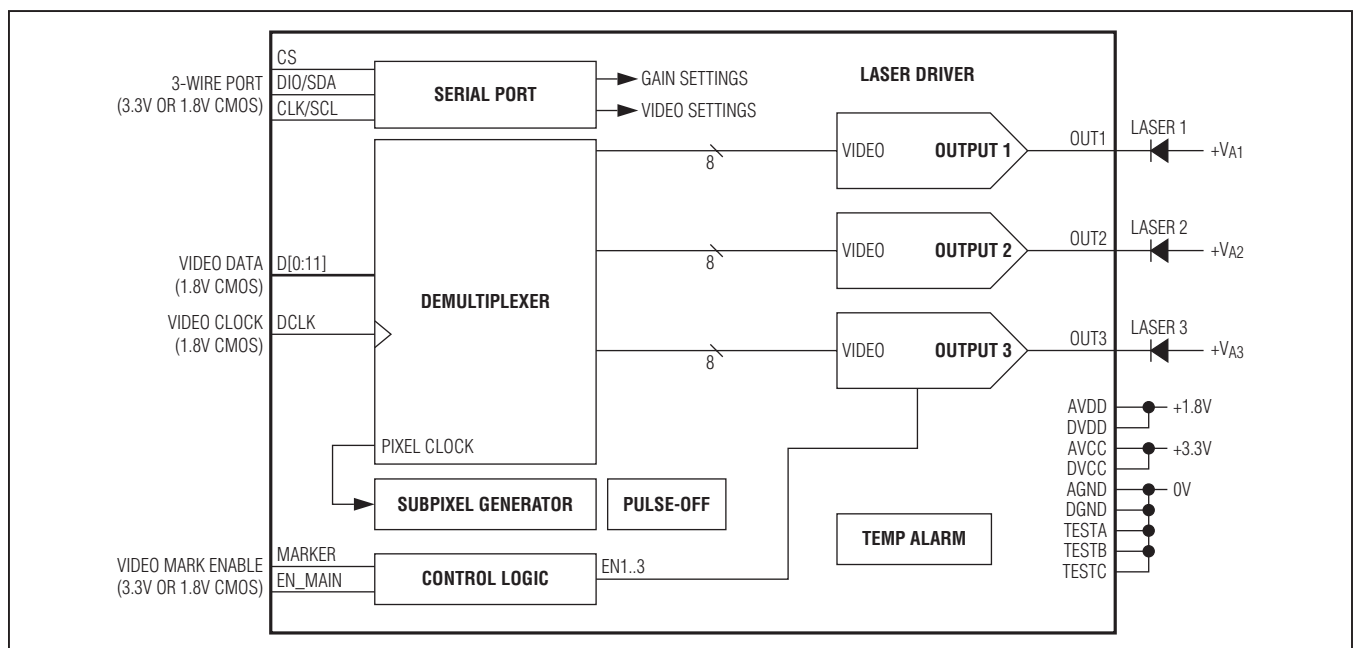 CS
3-WIRE PORT
(3.3V OR 1.8V CMOS)
DIO/SDA
CLK/SCL
SERIAL PORT
GAIN SETTINGS
VIDEO SETTINGS
LASER DRIVER
8
VIDEO
OUTPUT 1
OUT1
LASER 1
+VA1
8
VIDEO
OUTPUT 2
OUT2
LASER 2
+VA2
VIDEO DATA
(1.8V CMOS)
D[0:11]
DEMULTIPLEXER
VIDEO CLOCK
(1.8V CMOS)
DCLK
8
VIDEO
OUTPUT 3
OUT3
LASER 3
+VA3
AVDD
+1.8V
DVDD
AVCC
+3.3V
DVCC
AGND
0V
DGND
TESTA
TESTB
TESTC
PIXEL CLOCK
SUBPIXEL GENERATOR
PULSE-OFF
TEMP ALARM
VIDEO MARK ENABLE
(3.3V OR 1.8V CMOS)
MARKER
EN_MAIN
CONTROL LOGIC
EN1..3